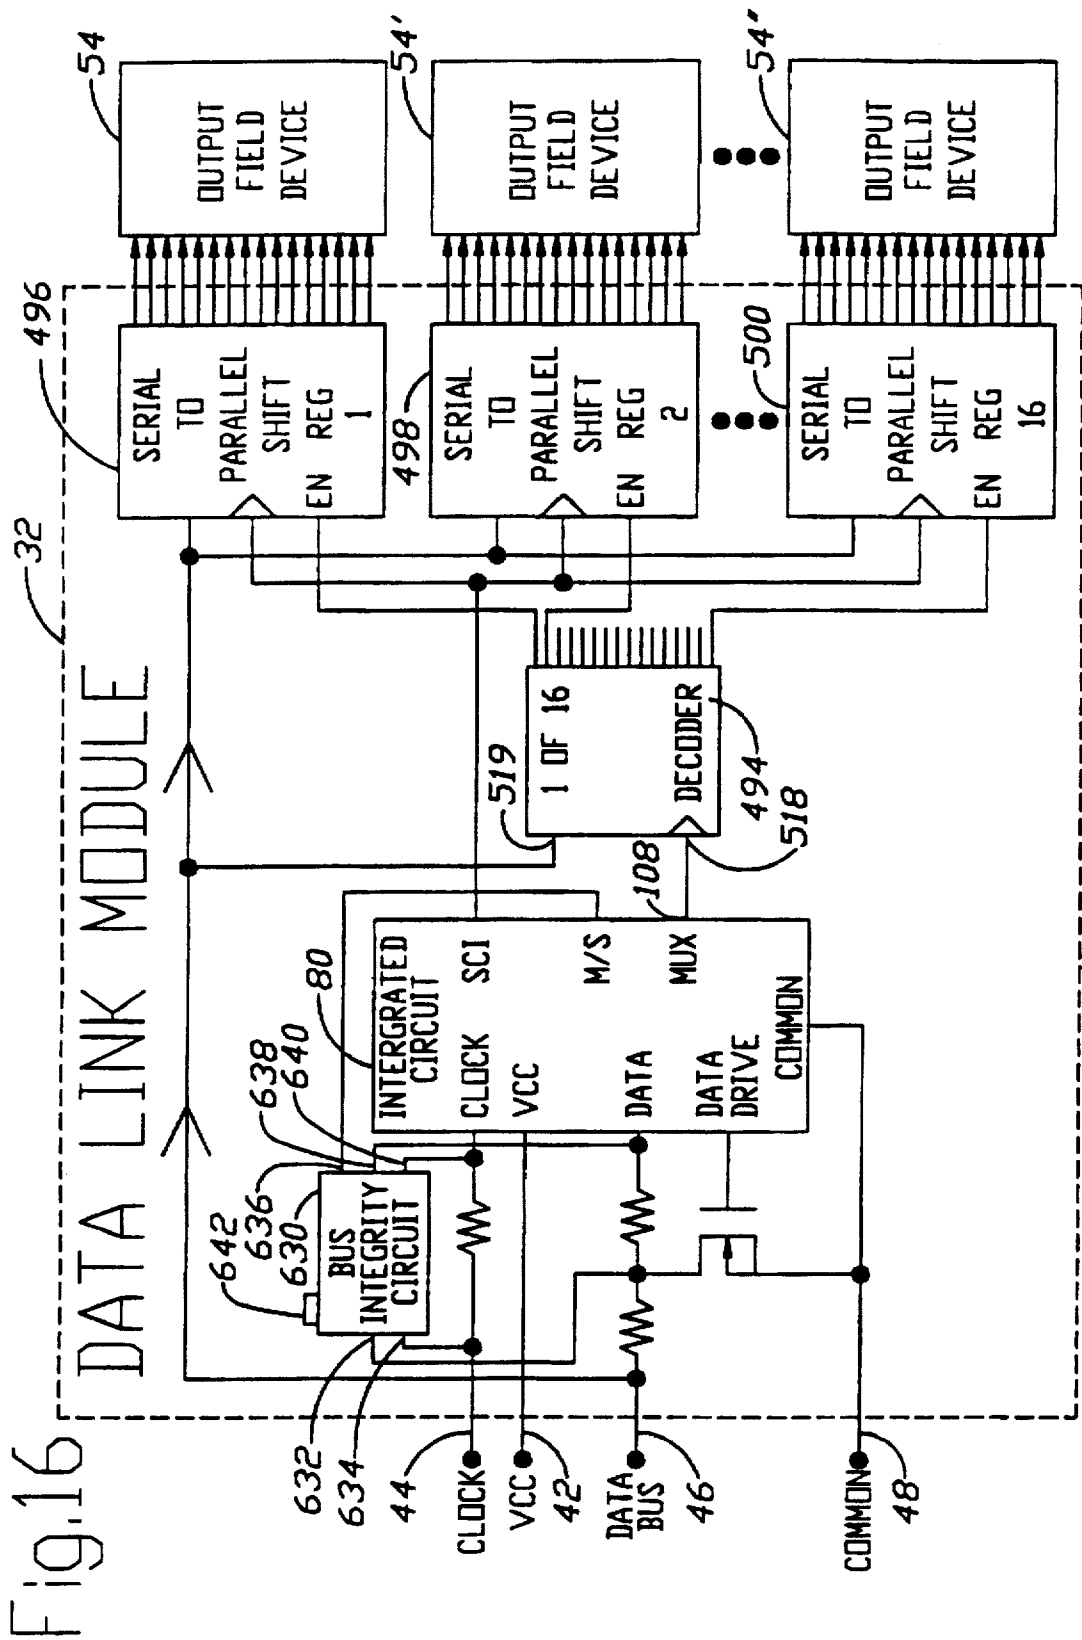 Fig.16
DATA LINK MODULE
32
496
54
SERIAL
TO
PARALLEL
SHIFT
EN REG
1
OUTPUT
FIELD
DEVICE
498
54'
SERIAL
TO
PARALLEL
SHIFT
EN REG
2
OUTPUT
FIELD
DEVICE
500
54"
SERIAL
TO
PARALLEL
SHIFT
EN REG
16
OUTPUT
FIELD
DEVICE
642
630
636
638
640
BUS
INTEGRITY
CIRCUIT
632
634
80
INTERGRATED
CIRCUIT
CLOCK
SCI
VCC
M/S
DATA
MUX
DATA
DRIVE
COMMON
108
519
1 OF 16
DECODER
494
518
44
CLOCK
VCC
42
DATA
BUS
46
COMMON
48